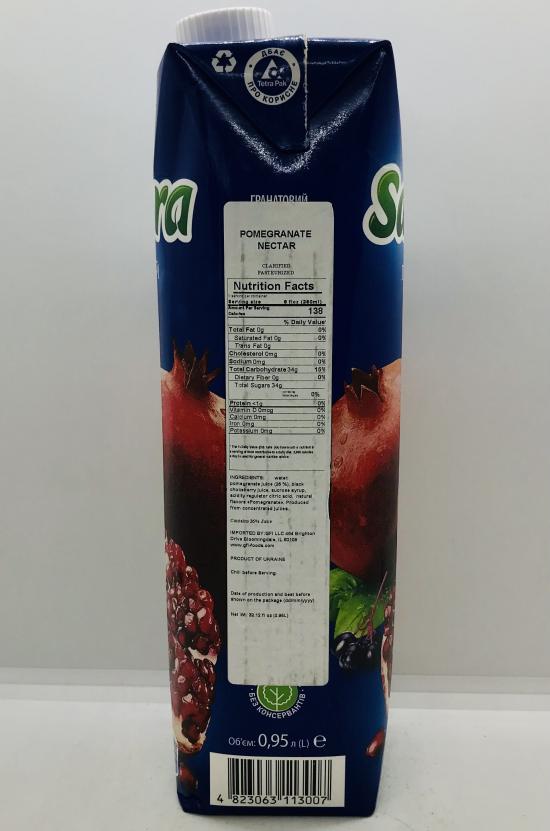 ДБАЄ
ПРО КОРИСНЕ
Tetra Pak
ra
Sa
ГРАНАТОВИЙ
POMEGRANATE
NECTAR
CLARIFIED
PASTEURIZED
Nutrition Facts
Serving size 8 fl oz (240ml)
Amount Per Serving
Calories 138
% Daily Value*
Total Fat 0g 0%
Saturated Fat 0g 0%
Trans Fat 0g
Cholesterol 0mg 0%
Sodium 0mg 0%
Total Carbohydrate 34g 15%
Dietary Fiber 0g 0%
Total Sugars 34g
0%
Protein <1g 0%
Vitamin D 0mcg 0%
Calcium 0mg 0%
Iron 0mg 0%
Potassium 0mg 0%
INGREDIENTS: water,
pomegranate juice (25 %), black
chokeberry juice, sucrose syrup,
acidity regulator citric acid, natural
flavors «Pomegranate». Produced
from concentrated juices.
Contains 25% Juice
IMPORTED BY:GFI LLC 464 Brighton
Drive Bloomingdale, IL 60108
www.gfi-foods.com
PRODUCT OF UKRAINE
Chill before Serving.
Date of production and best before
shown on the package (dd/mm/yyyy)
Net Wt. 32.12 fl oz (0.95L)
БЕЗ КОНСЕРВАНТІВ
Об'єм: 0,95 л (L) e
4 823063 113007